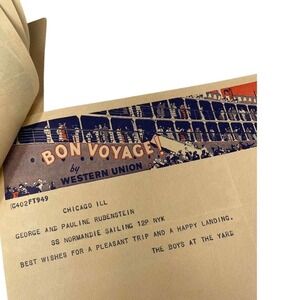 BON VOYAGE!
by
WESTERN UNION
CHICAGO ILL
GEORGE AND PAULINE RUBENSTEIN
SS NORMANDIE SAILING 12P NYK
BEST WISHES FOR A PLEASANT TRIP AND A HAPPY LANDING.
THE BOYS AT THE YARD